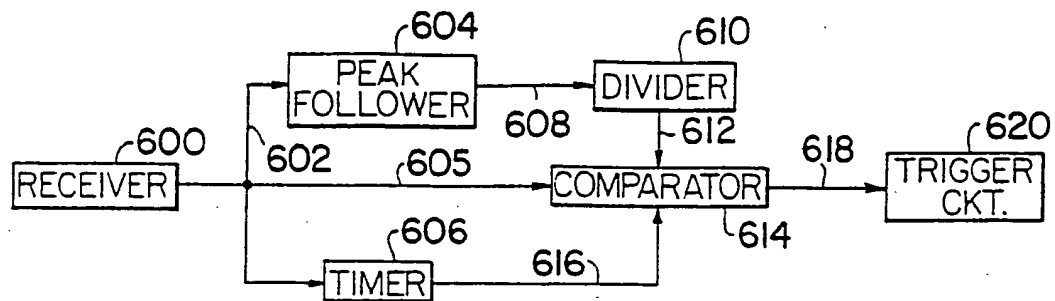 604
610
PEAK
FOLLOWER
DIVIDER
608
612
600
602
618
620
RECEIVER
605
COMPARATOR
TRIGGER
CKT.
606
614
TIMER
616